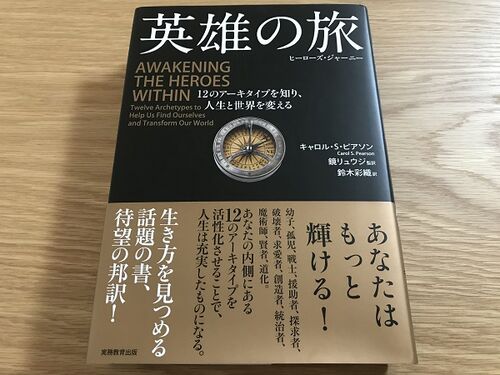 英雄の旅
ヒーローズ・ジャーニー
AWAKENING
THE HEROES
WITHIN
12のアーキタイプを知り、
人生と世界を変える
Twelve Archetypes to
Help Us Find Ourselves
and Transform Our World
キャロル・S・ピアソン
Carol S. Pearson
鏡リュウジ 監訳
鈴木彩織 訳
あなたは
もっと
輝ける!
幼子、孤児、戦士、援助者、探求者、
破壊者、求愛者、創造者、統治者、
魔術師、賢者、道化。
あなたの内側にある
12のアーキタイプを
活性化させることで、
人生は充実したものになる。
生き方を見つめる
話題の書、
待望の邦訳!
実務教育出版